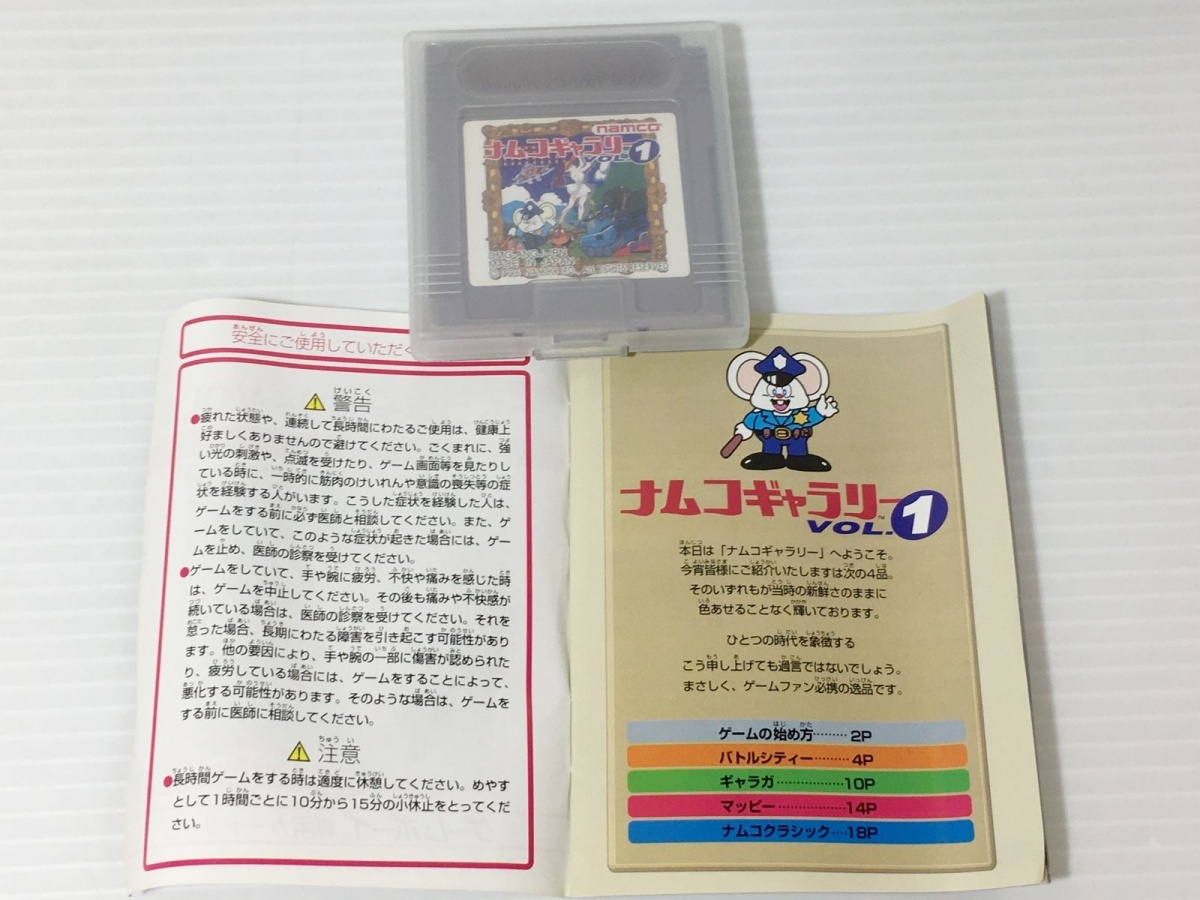 namco
ナムコギャラリー
VOL.1
MADE IN JAPAN
安全にご使用していただく
警告
●疲れた状態や、連続して長時間にわたるご使用は、健康上
好ましくありませんので避けてください。ごくまれに、強
い光の刺激や、点滅を受けたり、ゲーム画面等を見たりし
ている時に、一時的に筋肉のけいれんや意識の喪失等の症
状を経験する人がいます。こうした症状を経験した人は、
ゲームをする前に必ず医師と相談してください。また、ゲ
ームをしていて、このような症状が起きた場合には、ゲー
ムを止め、医師の診察を受けてください。
●ゲームをしていて、手や腕に疲労、不快や痛みを感じた時
は、ゲームを中止してください。その後も痛みや不快感が
続いている場合は、医師の診察を受けてください。それを
怠った場合、長期にわたる障害を引き起こす可能性があり
ます。他の要因により、手や腕の一部に傷害が認められた
り、疲労している場合には、ゲームをすることによって、
悪化する可能性があります。そのような場合は、ゲームを
する前に医師に相談してください。
注意
●長時間ゲームをする時は適度に休憩してください。めやす
として1時間ごとに10分から15分の小休止をとってくだ
さい。
ナムコギャラリー
VOL.1
本日は「ナムコギャラリー」へようこそ。
今宵皆様にご紹介いたしますは次の4品。
そのいずれもが当時の新鮮さのままに
色あせることなく輝いております。
ひとつの時代を象徴する
こう申し上げても過言ではないでしょう。
まさしく、ゲームファン必携の逸品です。
ゲームの始め方………2P
バトルシティー………4P
ギャラガ………………10P
マッピー………………14P
ナムコクラシック……18P